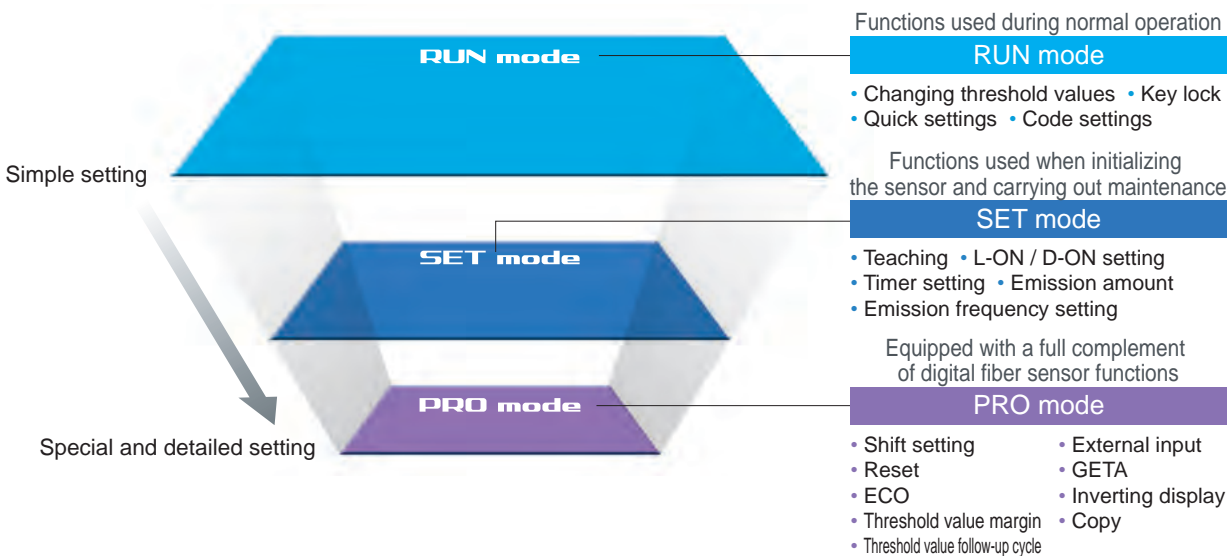 Functions used during normal operation
RUN mode
RUN mode
• Changing threshold values • Key lock
• Quick settings • Code settings
Simple setting
Functions used when initializing
the sensor and carrying out maintenance
SET mode
SET mode
• Teaching • L-ON / D-ON setting
• Timer setting • Emission amount
• Emission frequency setting
Equipped with a full complement
of digital fiber sensor functions
PRO mode
PRO mode
Special and detailed setting
• Shift setting • External input
• Reset • GETA
• ECO • Inverting display
• Threshold value margin • Copy
• Threshold value follow-up cycle